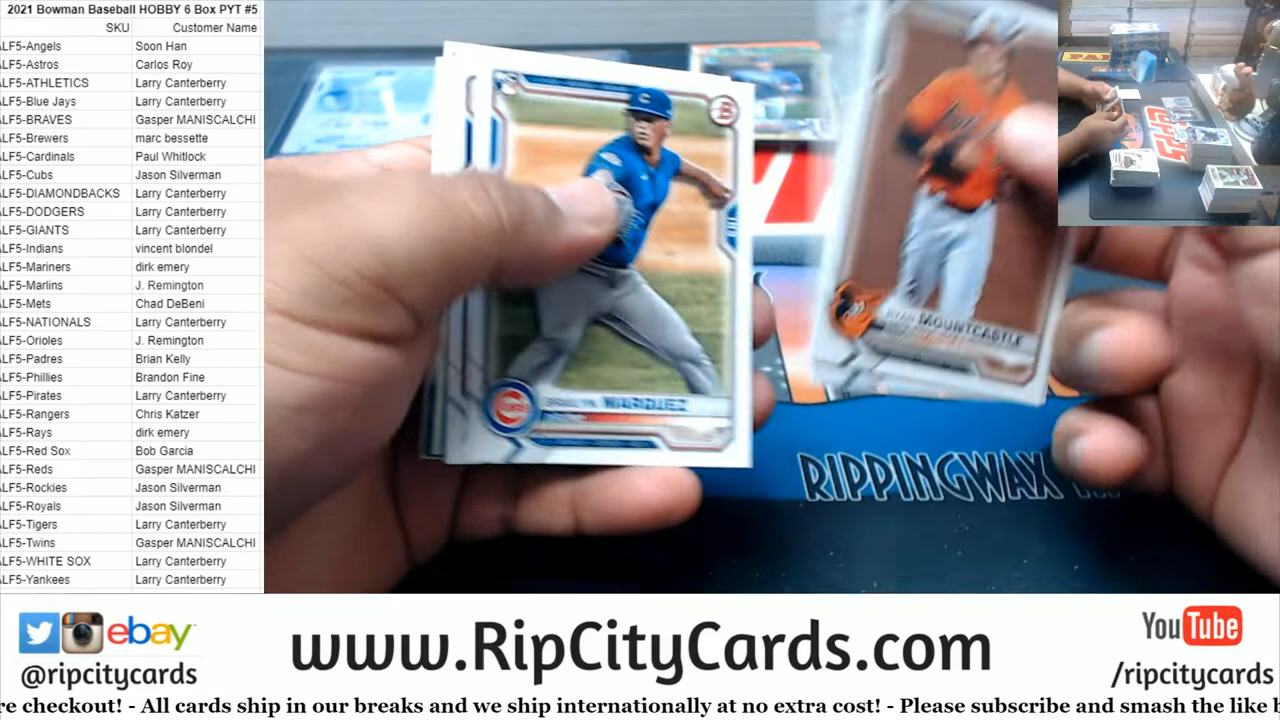 2021 Bowman Baseball HOBBY 6 Box PYT #5
SKU Customer Name
ALF5-Angels Soon Han
ALF5-Astros Carlos Roy
ALF5-ATHLETICS Larry Canterberry
ALF5-Blue Jays Larry Canterberry
ALF5-BRAVES Gasper MANISCALCHI
ALF5-Brewers marc bessette
ALF5-Cardinals Paul Whitlock
ALF5-Cubs Jason Silverman
ALF5-DIAMONDBACKS Larry Canterberry
ALF5-DODGERS Larry Canterberry
ALF5-GIANTS Larry Canterberry
ALF5-Indians vincent blondel
ALF5-Mariners dirk emery
ALF5-Marlins J. Remington
ALF5-Mets Chad DeBeni
ALF5-NATIONALS Larry Canterberry
ALF5-Orioles J. Remington
ALF5-Padres Brian Kelly
ALF5-Phillies Brandon Fine
ALF5-Pirates Larry Canterberry
ALF5-Rangers Chris Katzer
ALF5-Rays dirk emery
ALF5-Red Sox Bob Garcia
ALF5-Reds Gasper MANISCALCHI
ALF5-Rockies Jason Silverman
ALF5-Royals Jason Silverman
ALF5-Tigers Larry Canterberry
ALF5-Twins Gasper MANISCALCHI
ALF5-WHITE SOX Larry Canterberry
ALF5-Yankees Larry Canterberry
B
RYAN MOUNTCASTLE
MARQUEZ
RIPPINGWAX
ebay
@ripcitycards
www.RipCityCards.com
YouTube
/ripcitycards
re checkout! - All cards ship in our breaks and we ship internationally at no extra cost! - Please subscribe and smash the like